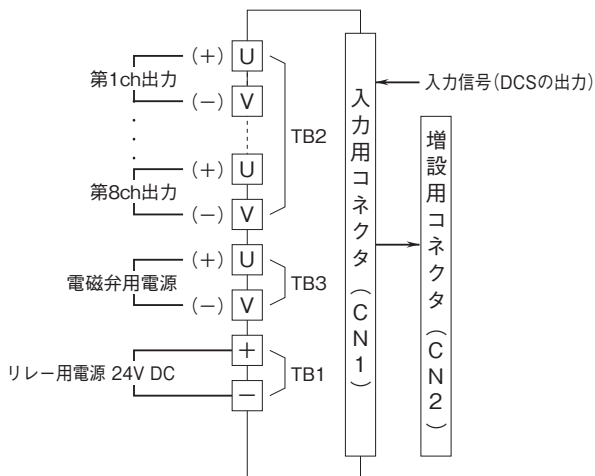 第1ch出力
(+) U
(−) V
第8ch出力
(+) U
(−) V
TB2
電磁弁用電源
(+) U
(−) V
TB3
リレー用電源 24V DC
+
−
TB1
入力用コネクタ(CN1)
入力信号(DCSの出力)
増設用コネクタ(CN2)